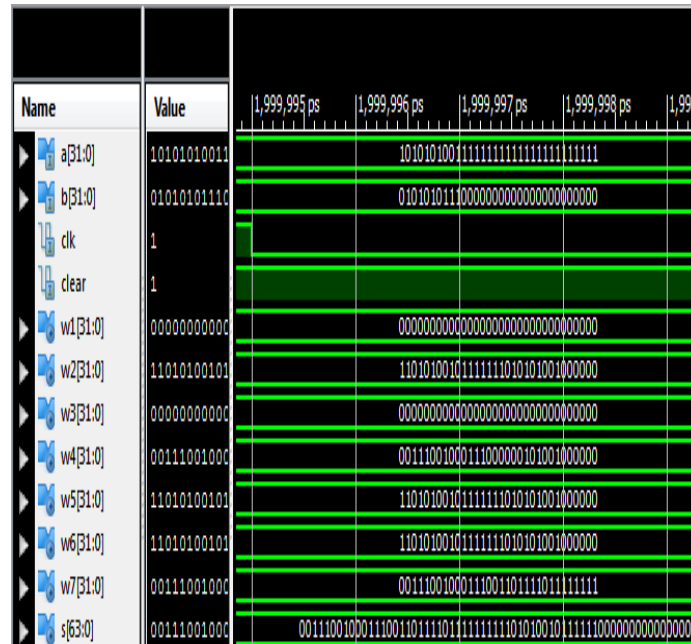 Name Value 1,999,995 ps 1,999,996 ps 1,999,997 ps 1,999,998 ps 1,99
a[31:0] 10101010011 10101010011111111111111111111111
b[31:0] 01010101110 01010101110000000000000000000000
clk 1
clear 1
w1[31:0] 00000000000 00000000000000000000000000000000
w2[31:0] 11010100101 11010100101111111010101001000000
w3[31:0] 00000000000 00000000000000000000000000000000
w4[31:0] 00111001000 00111001000111000000101001000000
w5[31:0] 11010100101 11010100101111111010101001000000
w6[31:0] 11010100101 11010100101111111010101001000000
w7[31:0] 00111001000 00111001000111001101111011111111
s[63:0] 00111001000